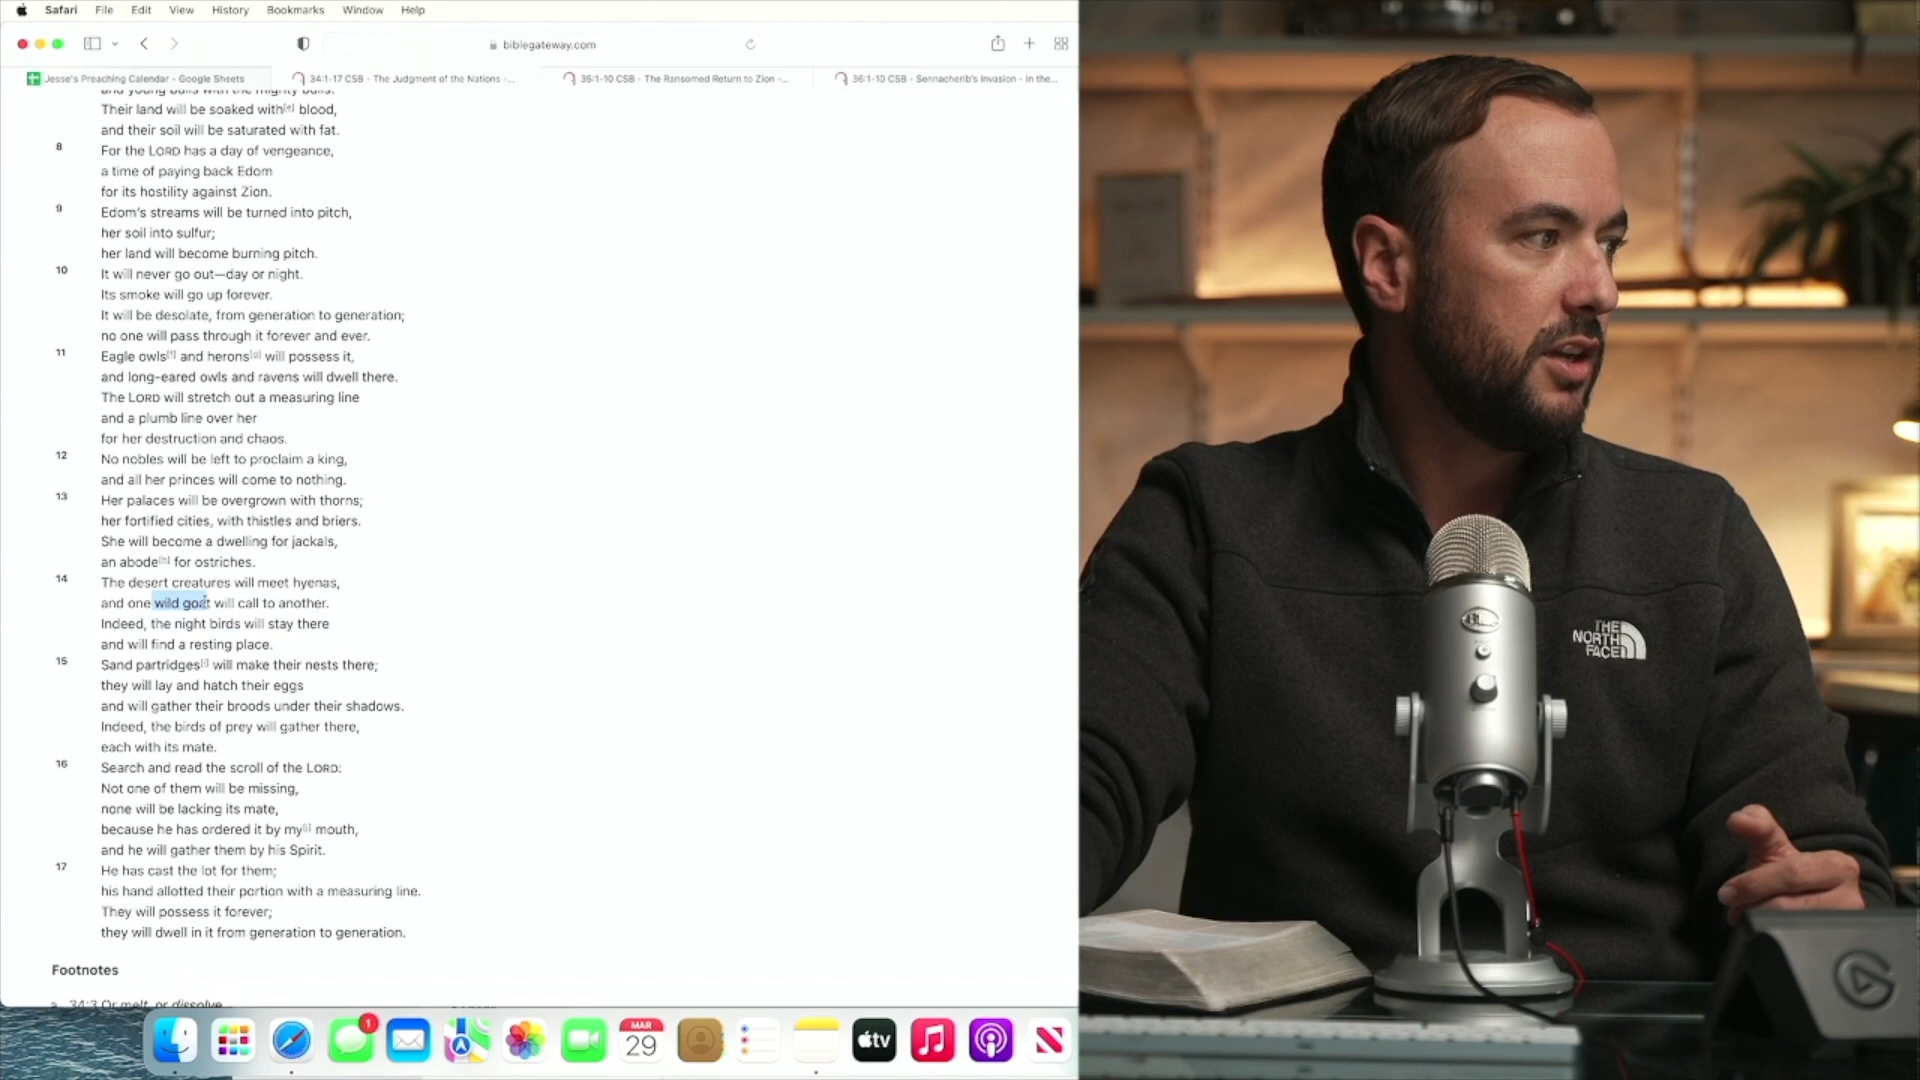 Safari File Edit View History Bookmarks Window Help
biblegateway.com
Jesse's Preaching Calendar - Google Sheets
34:1-17 CSB - The Judgment of the Nations -...
35:1-10 CSB - The Ransomed Return to Zion -...
36:1-10 CSB - Sennacherib's Invasion - In the...
and young bulls with the mighty bulls.
Their land will be soaked with[e] blood,
and their soil will be saturated with fat.
8 For the LORD has a day of vengeance,
a time of paying back Edom
for its hostility against Zion.
9 Edom's streams will be turned into pitch,
her soil into sulfur;
her land will become burning pitch.
10 It will never go out—day or night.
Its smoke will go up forever.
It will be desolate, from generation to generation;
no one will pass through it forever and ever.
11 Eagle owls[f] and herons[g] will possess it,
and long-eared owls and ravens will dwell there.
The LORD will stretch out a measuring line
and a plumb line over her
for her destruction and chaos.
12 No nobles will be left to proclaim a king,
and all her princes will come to nothing.
13 Her palaces will be overgrown with thorns;
her fortified cities, with thistles and briers.
She will become a dwelling for jackals,
an abode[h] for ostriches.
14 The desert creatures will meet hyenas,
and one wild goat will call to another.
Indeed, the night birds will stay there
and will find a resting place.
15 Sand partridges[i] will make their nests there;
they will lay and hatch their eggs
and will gather their broods under their shadows.
Indeed, the birds of prey will gather there,
each with its mate.
16 Search and read the scroll of the LORD:
Not one of them will be missing,
none will be lacking its mate,
because he has ordered it by my[j] mouth,
and he will gather them by his Spirit.
17 He has cast the lot for them;
his hand allotted their portion with a measuring line.
They will possess it forever;
they will dwell in it from generation to generation.
Footnotes
a. 34:3 Or melt, or dissolve
1
MAR
29
tv
THE
NORTH
FACE